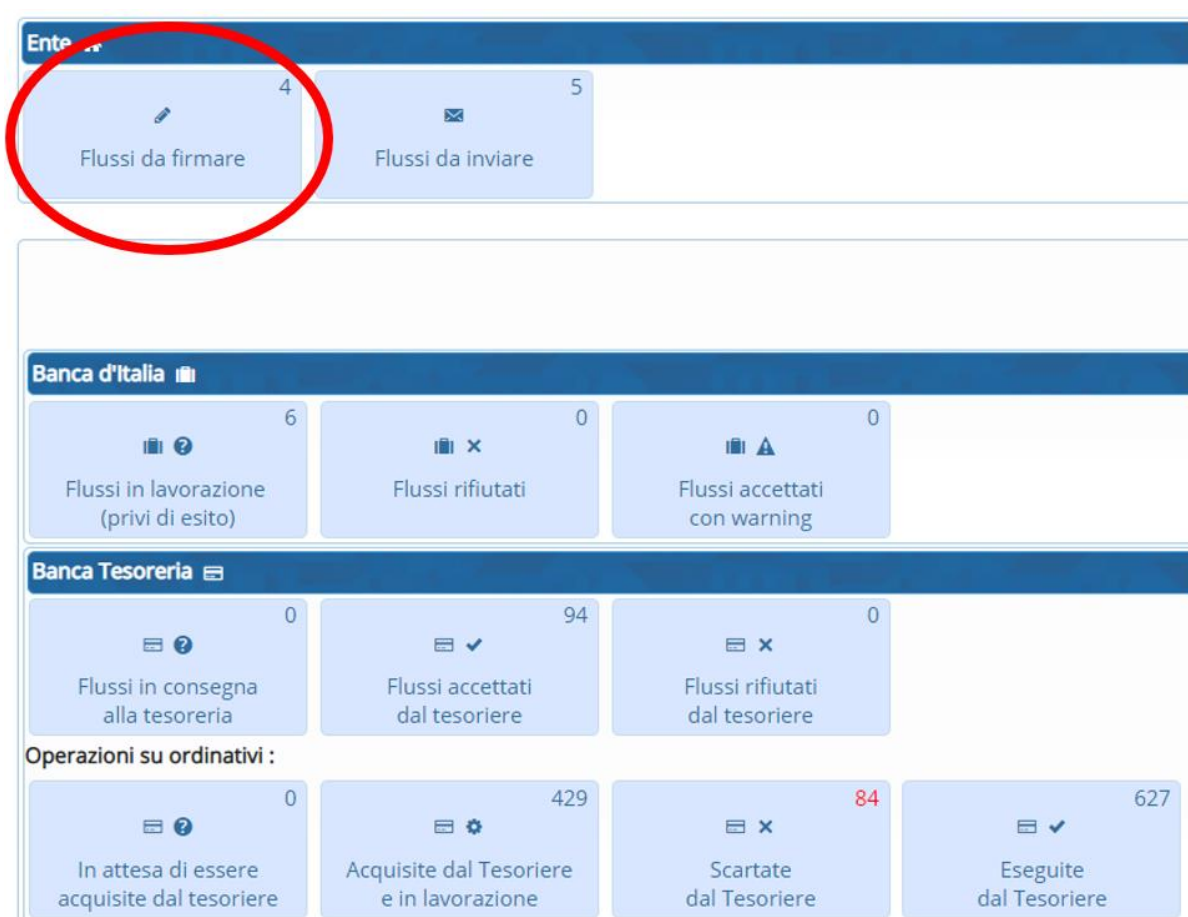 Ente
4
5
Flussi da firmare
Flussi da inviare
Banca d'Italia
6
0
0
Flussi in lavorazione
(privi di esito)
Flussi rifiutati
Flussi accettati
con warning
Banca Tesoreria
0
94
0
Flussi in consegna
alla tesoreria
Flussi accettati
dal tesoriere
Flussi rifiutati
dal tesoriere
Operazioni su ordinativi :
0
429
84
627
In attesa di essere
acquisite dal tesoriere
Acquisite dal Tesoriere
e in lavorazione
Scartate
dal Tesoriere
Eseguite
dal Tesoriere